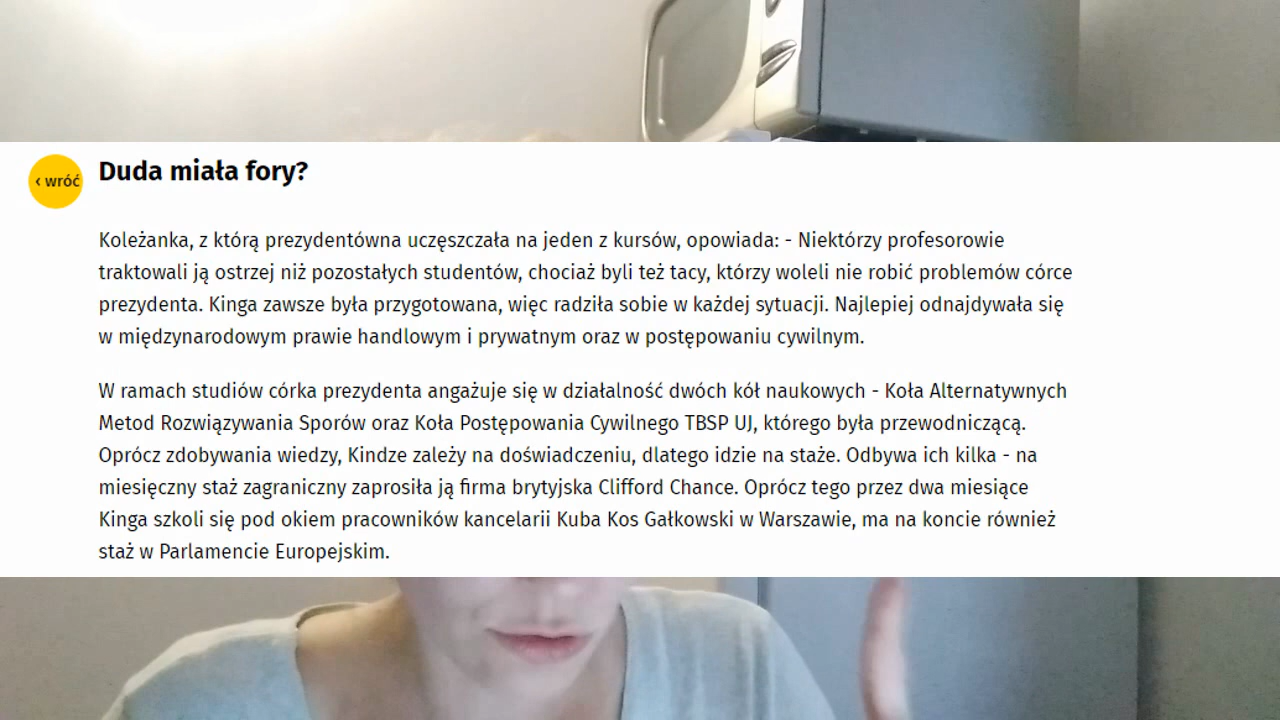 Duda miała fory?
‹ wróć
Koleżanka, z którą prezydentówna uczęszczała na jeden z kursów, opowiada: - Niektórzy profesorowie
traktowali ją ostrzej niż pozostałych studentów, chociaż byli też tacy, którzy woleli nie robić problemów córce
prezydenta. Kinga zawsze była przygotowana, więc radziła sobie w każdej sytuacji. Najlepiej odnajdywała się
w międzynarodowym prawie handlowym i prywatnym oraz w postępowaniu cywilnym.
W ramach studiów córka prezydenta angażuje się w działalność dwóch kół naukowych - Koła Alternatywnych
Metod Rozwiązywania Sporów oraz Koła Postępowania Cywilnego TBSP UJ, którego była przewodniczącą.
Oprócz zdobywania wiedzy, Kindze zależy na doświadczeniu, dlatego idzie na staże. Odbywa ich kilka - na
miesięczny staż zagraniczny zaprosiła ją firma brytyjska Clifford Chance. Oprócz tego przez dwa miesiące
Kinga szkoli się pod okiem pracowników kancelarii Kuba Kos Gałkowski w Warszawie, ma na koncie również
staż w Parlamencie Europejskim.